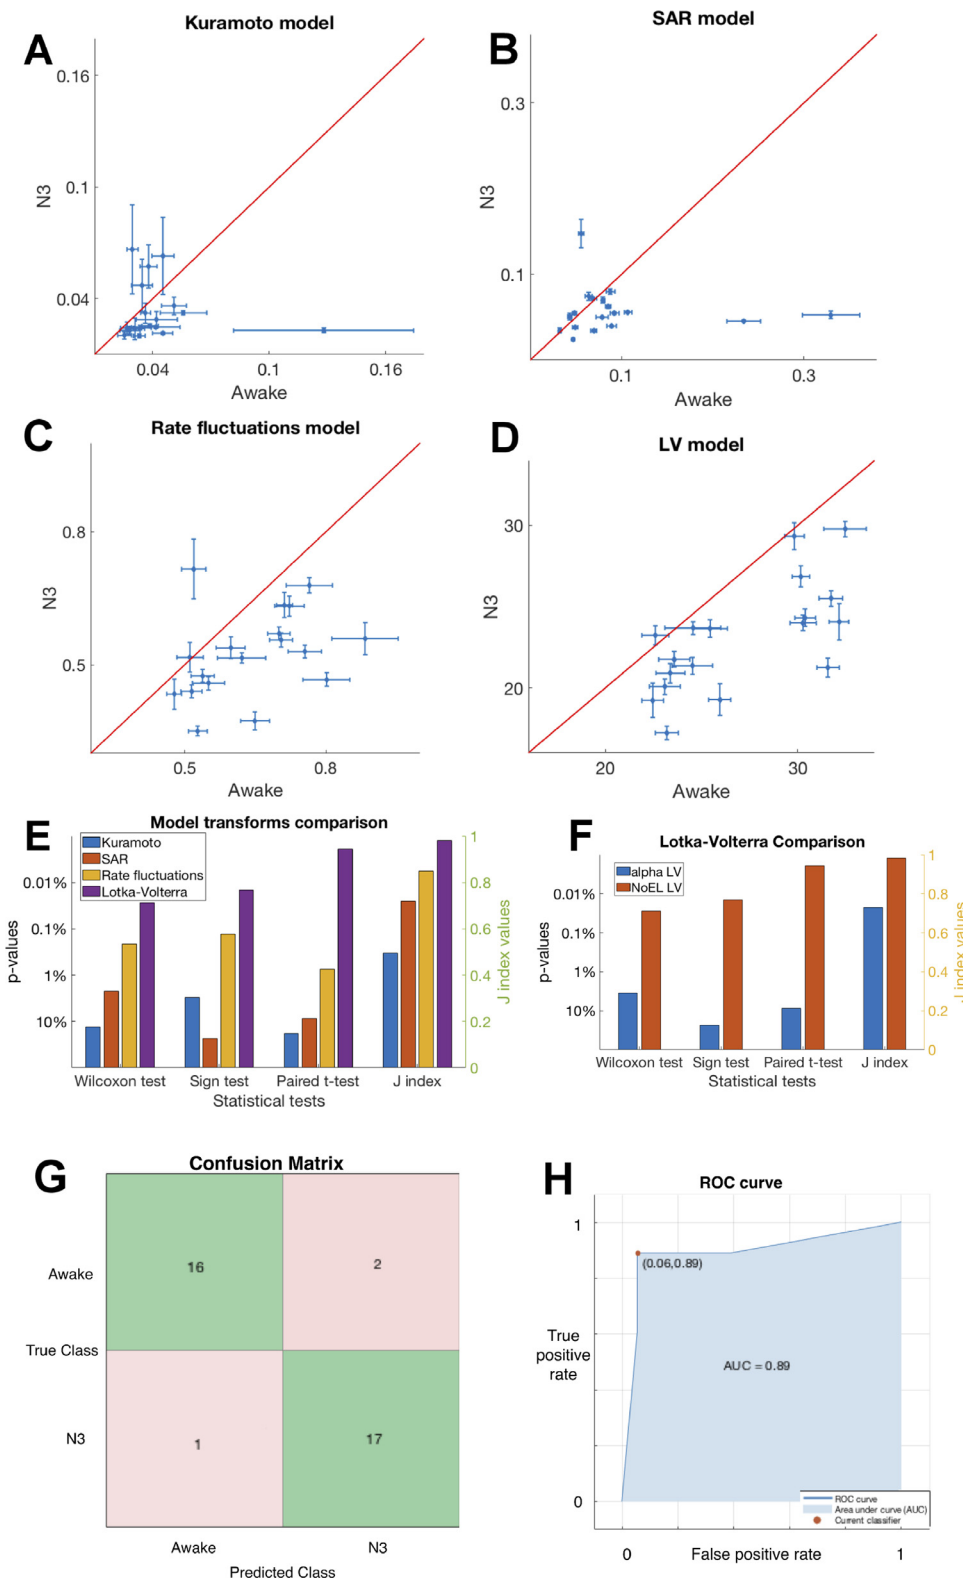 A
Kuramoto model
0.16
0.1
0.04
N3
0.04
0.1
0.16
Awake
B
SAR model
0.3
0.1
N3
0.1
0.3
Awake
C
Rate fluctuations model
0.8
0.5
N3
0.5
0.8
Awake
D
LV model
30
20
N3
20
30
Awake
E
Model transforms comparison
Kuramoto
SAR
Rate fluctuations
Lotka-Volterra
0.01%
0.1%
1%
10%
p-values
1
0.8
0.6
0.4
0.2
0
J index values
Wilcoxon test
Sign test
Paired t-test
J index
Statistical tests
F
Lotka-Volterra Comparison
alpha LV
NoEL LV
0.01%
0.1%
1%
10%
p-values
1
0.8
0.6
0.4
0.2
0
J index values
Wilcoxon test
Sign test
Paired t-test
J index
Statistical tests
G
Confusion Matrix
16
2
1
17
Awake
True Class
N3
Awake
N3
Predicted Class
H
ROC curve
1
(0.06,0.89)
True
positive
rate
AUC = 0.89
0
ROC curve
Area under curve (AUC)
Current classifier
0
False positive rate
1